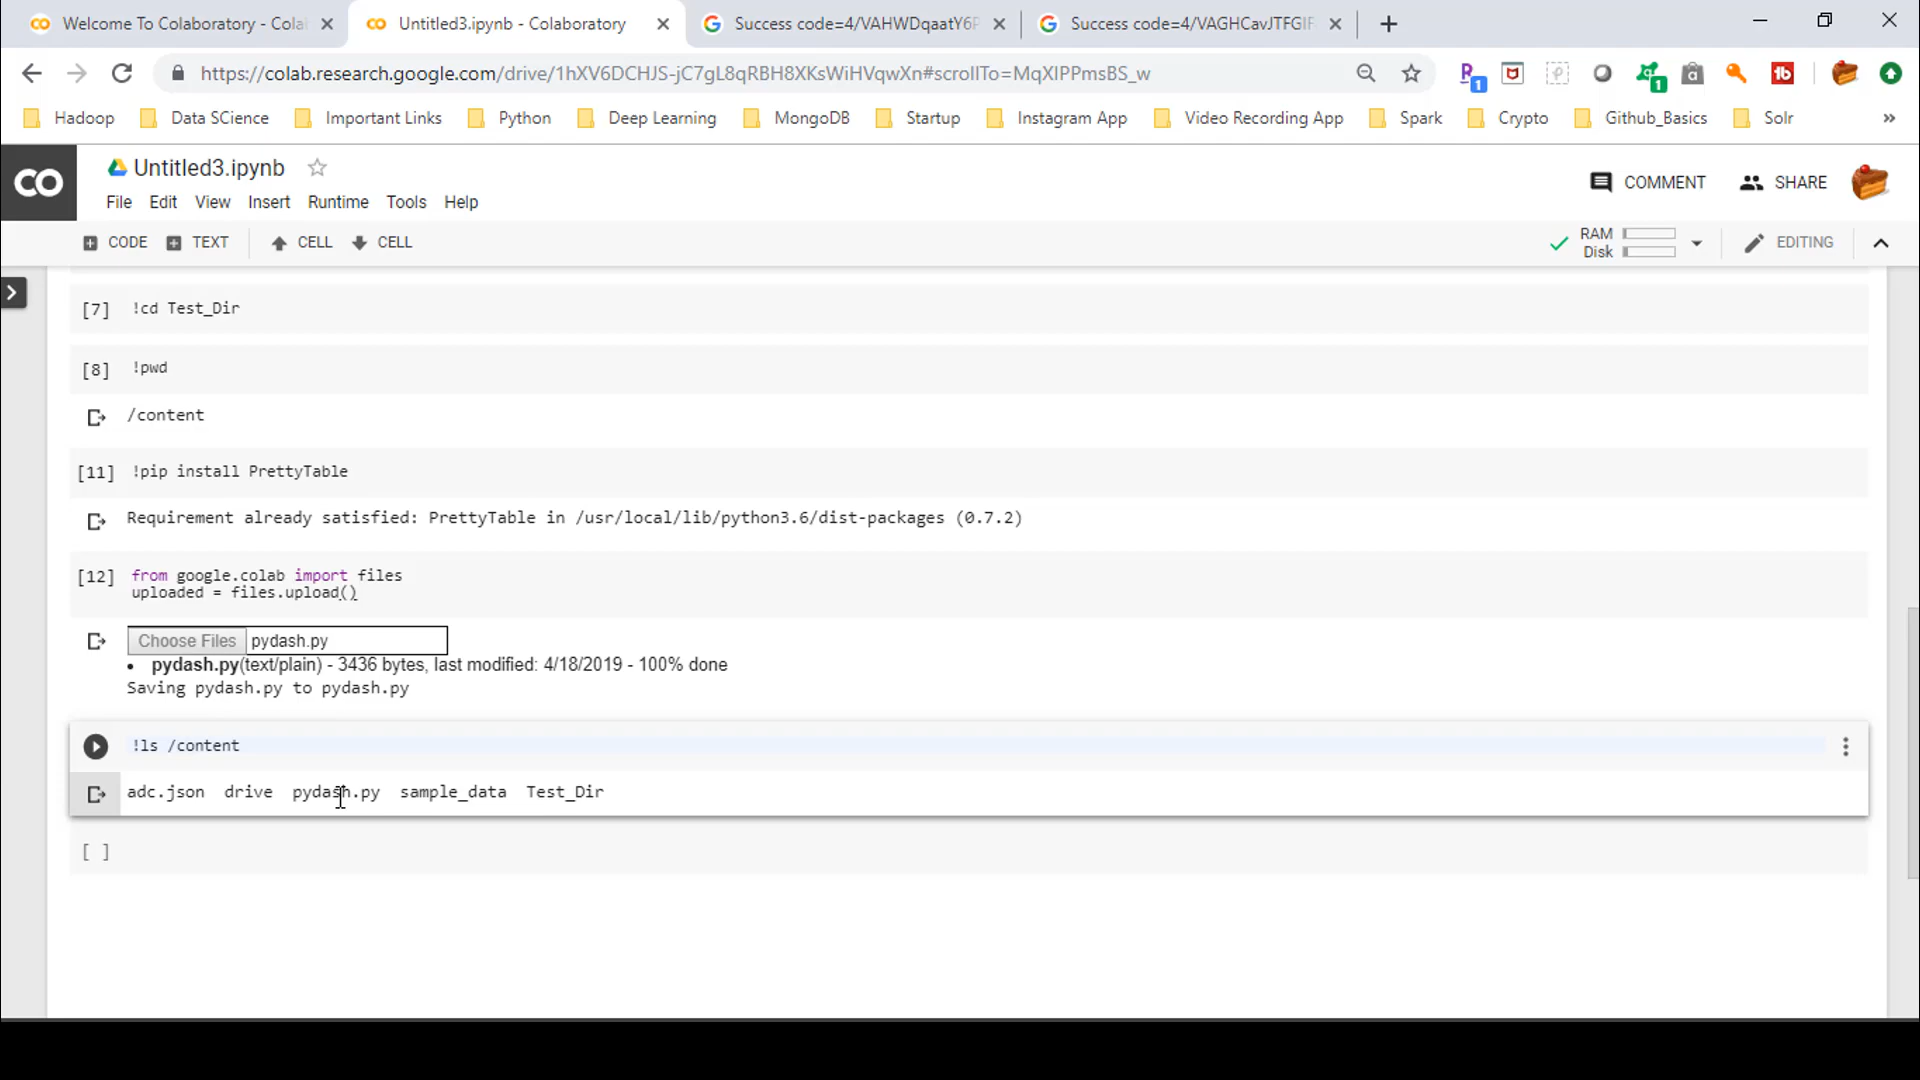 Welcome To Colaboratory - Cola
Untitled3.ipynb - Colaboratory
Success code=4/VAHWDqaatY6P
Success code=4/VAGHCavJTFGIF
https://colab.research.google.com/drive/1hXV6DCHJS-jC7gL8qRBH8XKsWiHVqwXn#scrollTo=MqXIPPmsBS_w
Hadoop Data SCience Important Links Python Deep Learning MongoDB Startup Instagram App Video Recording App Spark Crypto Github_Basics Solr »
CO Untitled3.ipynb
COMMENT SHARE
File Edit View Insert Runtime Tools Help
CODE TEXT CELL CELL
RAM
Disk
EDITING
[7] !cd Test_Dir
[8] !pwd
/content
[11] !pip install PrettyTable
Requirement already satisfied: PrettyTable in /usr/local/lib/python3.6/dist-packages (0.7.2)
[12] from google.colab import files
uploaded = files.upload()
Choose Files pydash.py
• pydash.py(text/plain) - 3436 bytes, last modified: 4/18/2019 - 100% done
Saving pydash.py to pydash.py
!ls /content
adc.json drive pydash.py sample_data Test_Dir
[ ]